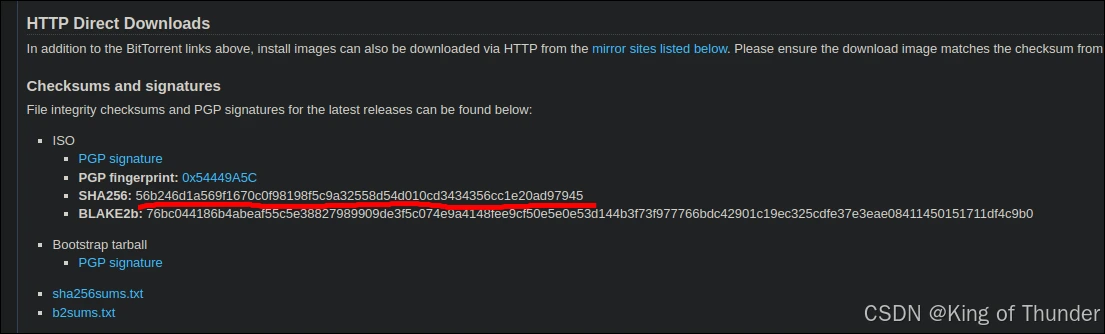 HTTP Direct Downloads
In addition to the BitTorrent links above, install images can also be downloaded via HTTP from the mirror sites listed below. Please ensure the download image matches the checksum from
Checksums and signatures
File integrity checksums and PGP signatures for the latest releases can be found below:
ISO
PGP signature
PGP fingerprint: 0x54449A5C
SHA256: 56b246d1a569f1670c0f98198f5c9a32558d54d010cd3434356cc1e20ad97945
BLAKE2b: 76bc044186b4abeaf55c5e38827989909de3f5c074e9a4148fee9cf50e5e0e53d144b3f73f977766bdc42901c19ec325cdfe37e3eae08411450151711df4c9b0
Bootstrap tarball
PGP signature
sha256sums.txt
b2sums.txt
CSDN @King of Thunder